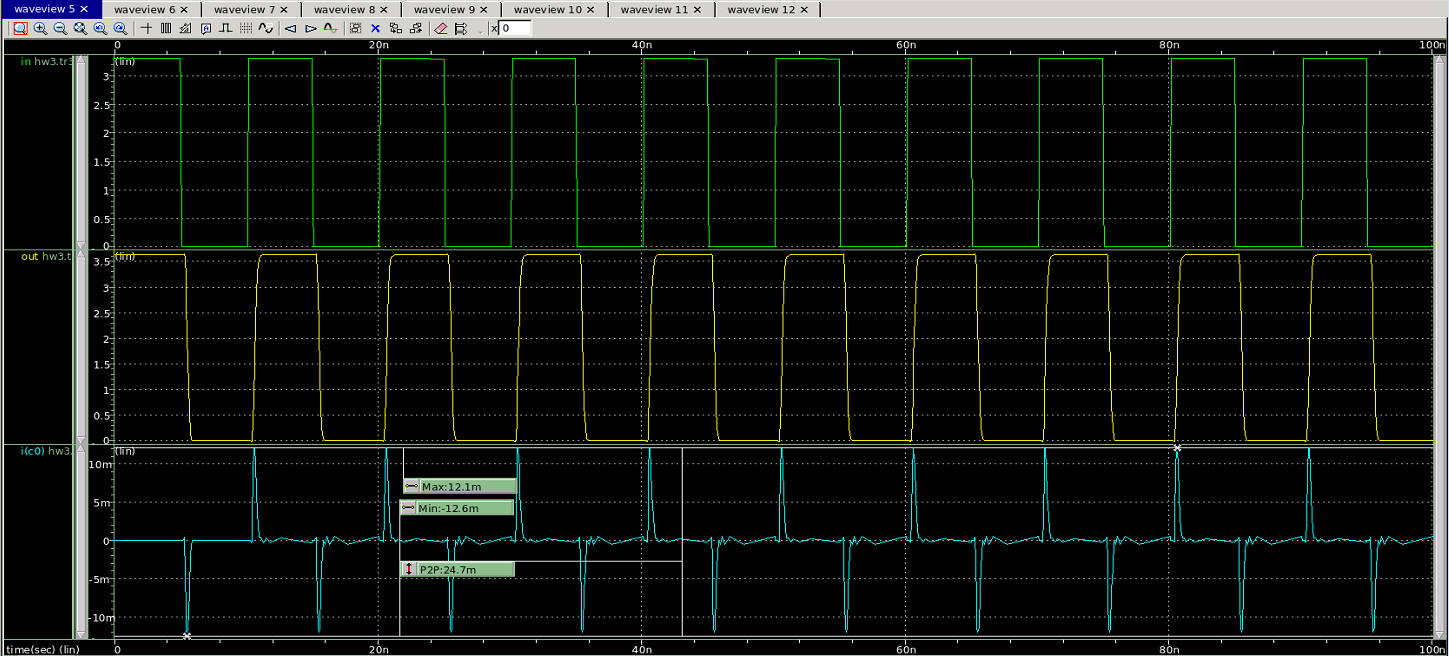 waveview 5 waveview 6 waveview 7 waveview 8 waveview 9 waveview 10 waveview 11 waveview 12
x 0
0 20n 40n 60n 80n 100n
in hw3.tr3 (lin)
3
2.5
2
1.5
1
0.5
0
out hw3.t (lin)
3.5
3
2.5
2
1.5
1
0.5
0
i(c0) hw3. (lin)
10m
Max:12.1m
5m
Min:-12.6m
0
P2P:24.7m
-5m
-10m
time(sec) (lin) 0 20n 40n 60n 80n 100n